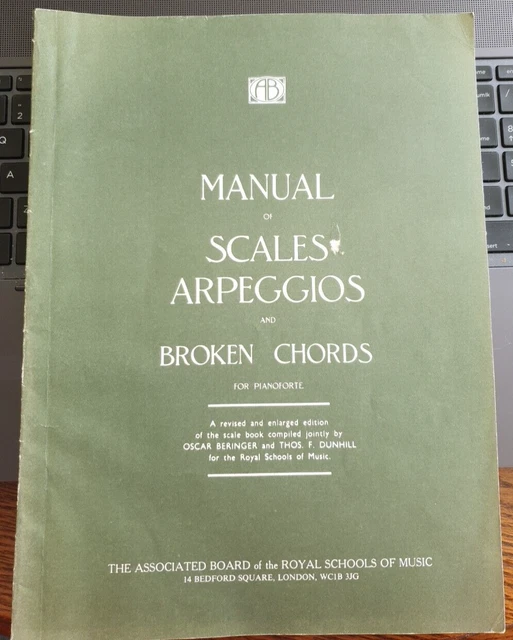 AB
MANUAL
OF
SCALES
ARPEGGIOS
AND
BROKEN CHORDS
FOR PIANOFORTE
A revised and enlarged edition
of the scale book compiled jointly by
OSCAR BERINGER and THOS. F. DUNHILL
for the Royal Schools of Music.
THE ASSOCIATED BOARD of the ROYAL SCHOOLS OF MUSIC
14 BEDFORD SQUARE, LONDON, WC1B 3JG
2
Q
A